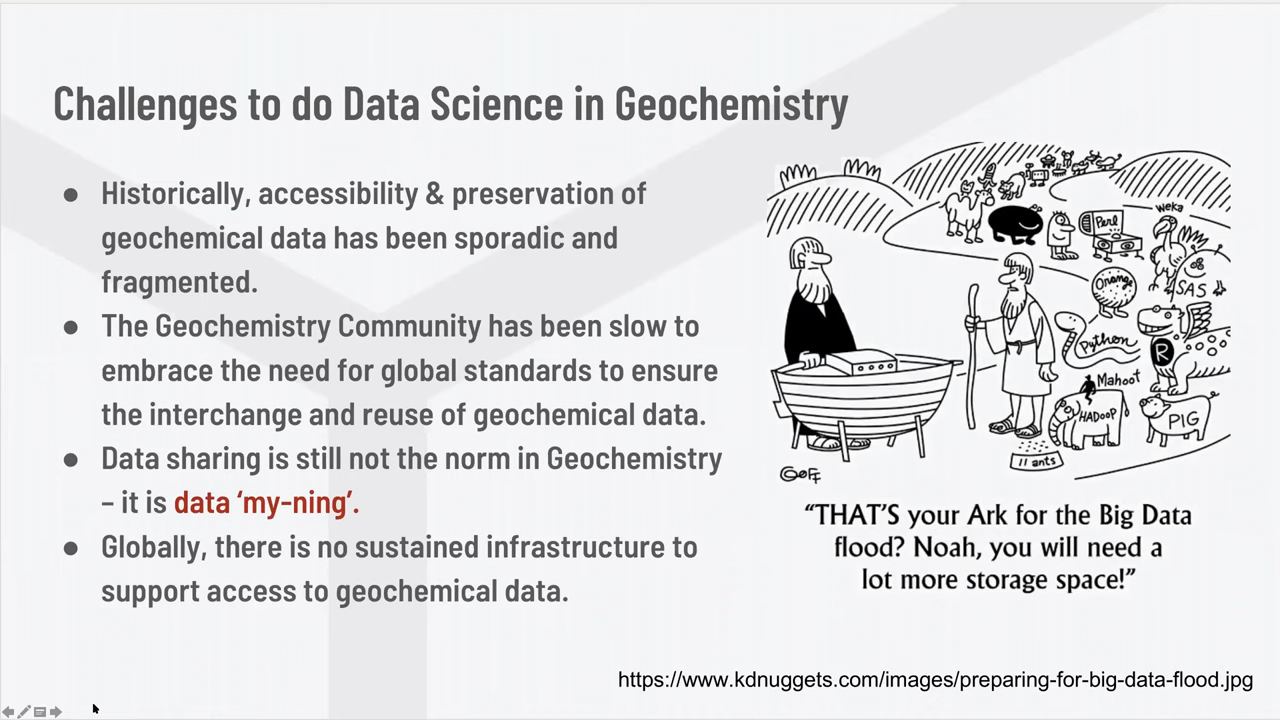 Challenges to do Data Science in Geochemistry
● Historically, accessibility & preservation of
geochemical data has been sporadic and
fragmented.
● The Geochemistry Community has been slow to
embrace the need for global standards to ensure
the interchange and reuse of geochemical data.
● Data sharing is still not the norm in Geochemistry
– it is data ‘my-ning’.
● Globally, there is no sustained infrastructure to
support access to geochemical data.
Weka
Perl
Orange
SAS
Python
R
Mahoot
HADOOP
PIG
11 ants
“THAT’S your Ark for the Big Data
flood? Noah, you will need a
lot more storage space!”
https://www.kdnuggets.com/images/preparing-for-big-data-flood.jpg